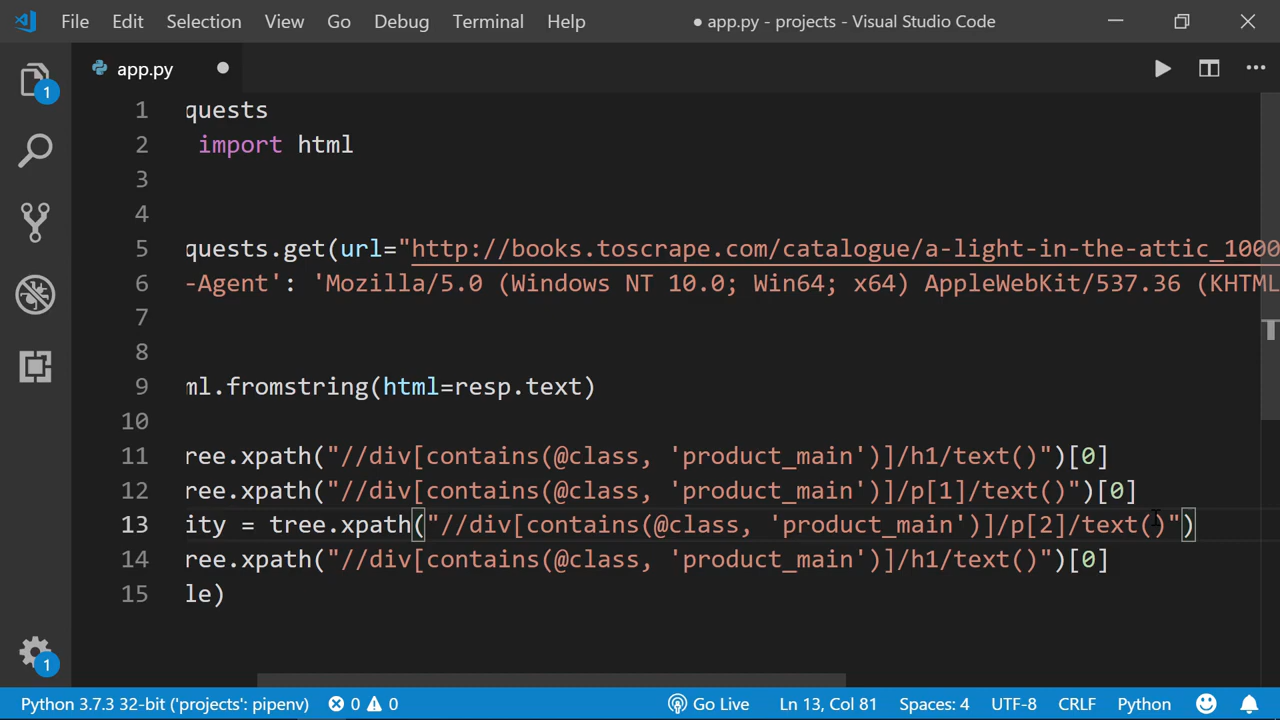 File Edit Selection View Go Debug Terminal Help ● app.py - projects - Visual Studio Code
1
app.py
1 quests
2 import html
3
4
5 quests.get(url="http://books.toscrape.com/catalogue/a-light-in-the-attic_1000
6 -Agent': 'Mozilla/5.0 (Windows NT 10.0; Win64; x64) AppleWebKit/537.36 (KHTML
7
8
9 ml.fromstring(html=resp.text)
10
11 ree.xpath("//div[contains(@class, 'product_main')]/h1/text()")[0]
12 ree.xpath("//div[contains(@class, 'product_main')]/p[1]/text()")[0]
13 ity = tree.xpath("//div[contains(@class, 'product_main')]/p[2]/text()")
14 ree.xpath("//div[contains(@class, 'product_main')]/h1/text()")[0]
15 le)
1
Python 3.7.3 32-bit ('projects': pipenv) 0 0 Go Live Ln 13, Col 81 Spaces: 4 UTF-8 CRLF Python